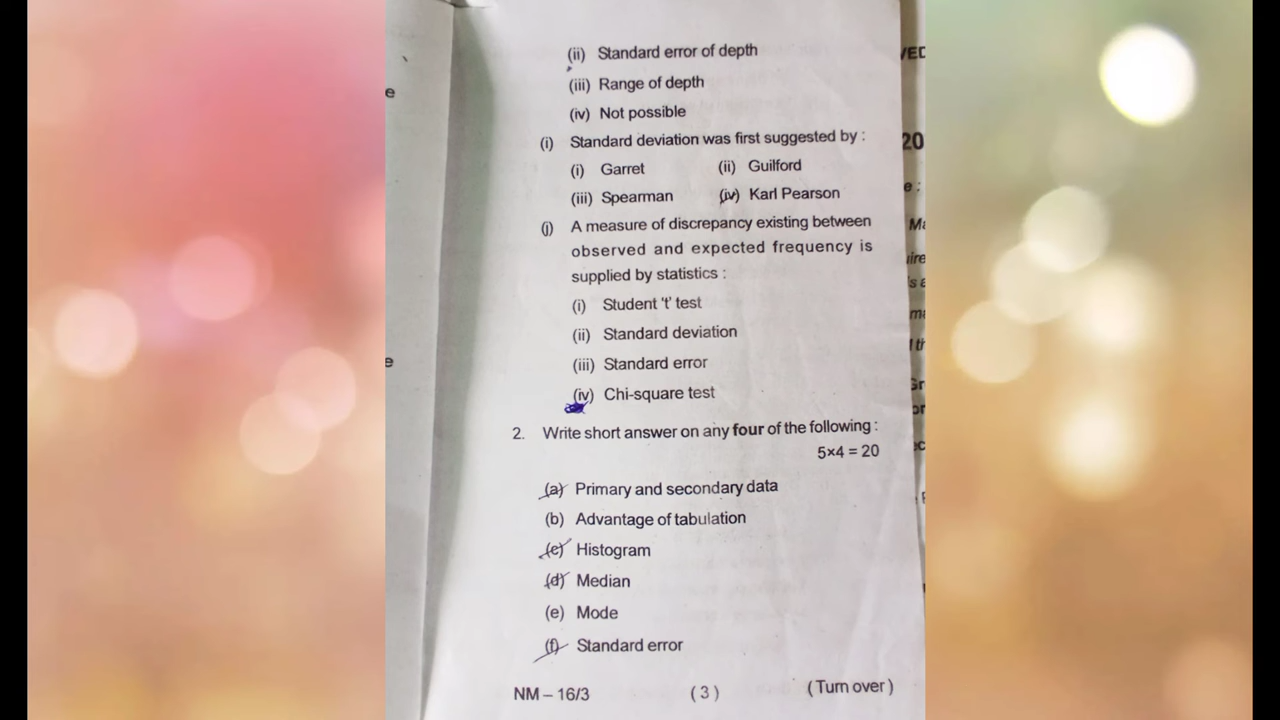 (ii) Standard error of depth
(iii) Range of depth
(iv) Not possible
(i) Standard deviation was first suggested by :
(i) Garret (ii) Guilford
(iii) Spearman (iv) Karl Pearson
(j) A measure of discrepancy existing between
observed and expected frequency is
supplied by statistics :
(i) Student 't' test
(ii) Standard deviation
(iii) Standard error
(iv) Chi-square test
2. Write short answer on any four of the following :
5×4 = 20
(a) Primary and secondary data
(b) Advantage of tabulation
(c) Histogram
(d) Median
(e) Mode
(f) Standard error
NM – 16/3 ( 3 ) ( Turn over )
e
e
20
e :